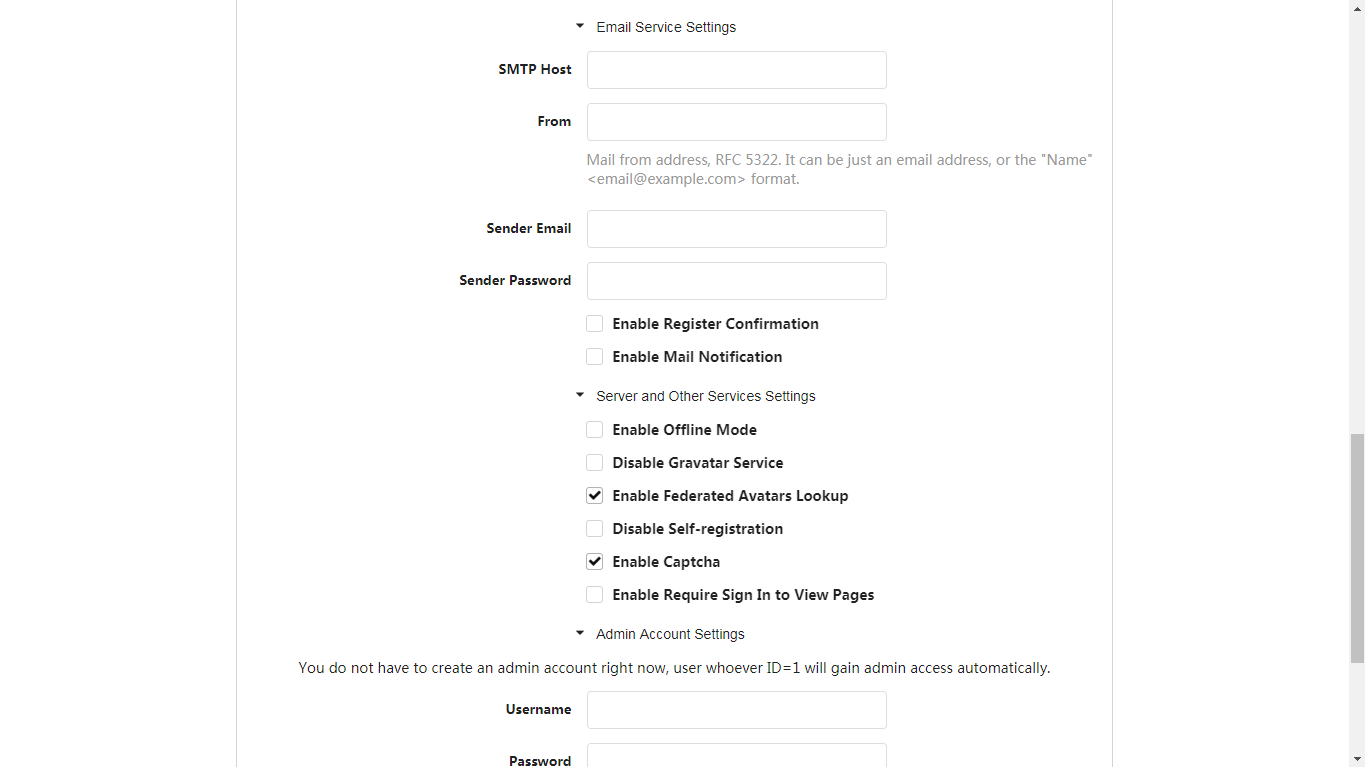 Email Service Settings
SMTP Host
From
Mail from address, RFC 5322. It can be just an email address, or the "Name"
<email@example.com> format.
Sender Email
Sender Password
Enable Register Confirmation
Enable Mail Notification
Server and Other Services Settings
Enable Offline Mode
Disable Gravatar Service
Enable Federated Avatars Lookup
Disable Self-registration
Enable Captcha
Enable Require Sign In to View Pages
Admin Account Settings
You do not have to create an admin account right now, user whoever ID=1 will gain admin access automatically.
Username
Password